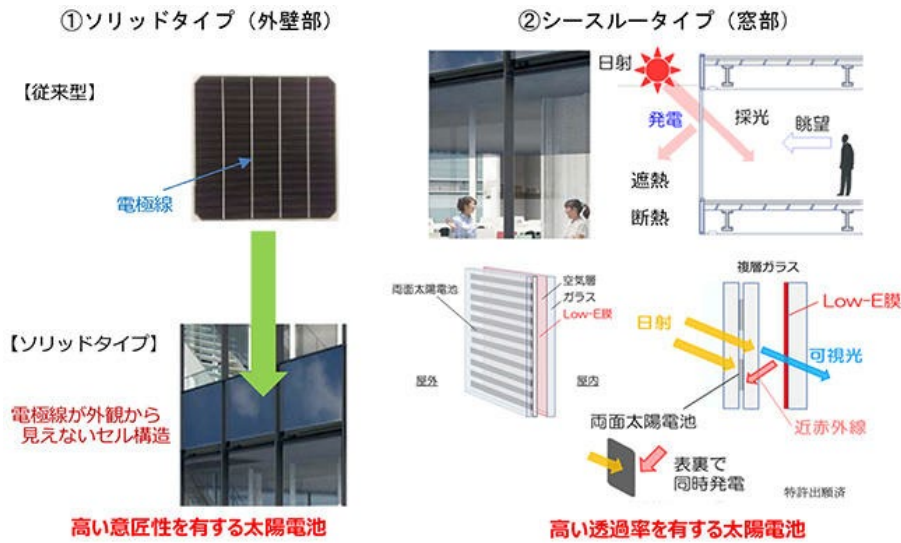 ①ソリッドタイプ（外壁部）
【従来型】
電極線
【ソリッドタイプ】
電極線が外観から
見えないセル構造
高い意匠性を有する太陽電池
②シースルータイプ（窓部）
日射
発電
採光
眺望
遮熱
断熱
両面太陽電池
空気層
ガラス
Low-E膜
屋外
屋内
複層ガラス
Low-E膜
日射
可視光
両面太陽電池
近赤外線
表裏で
同時発電
特許出願済
高い透過率を有する太陽電池